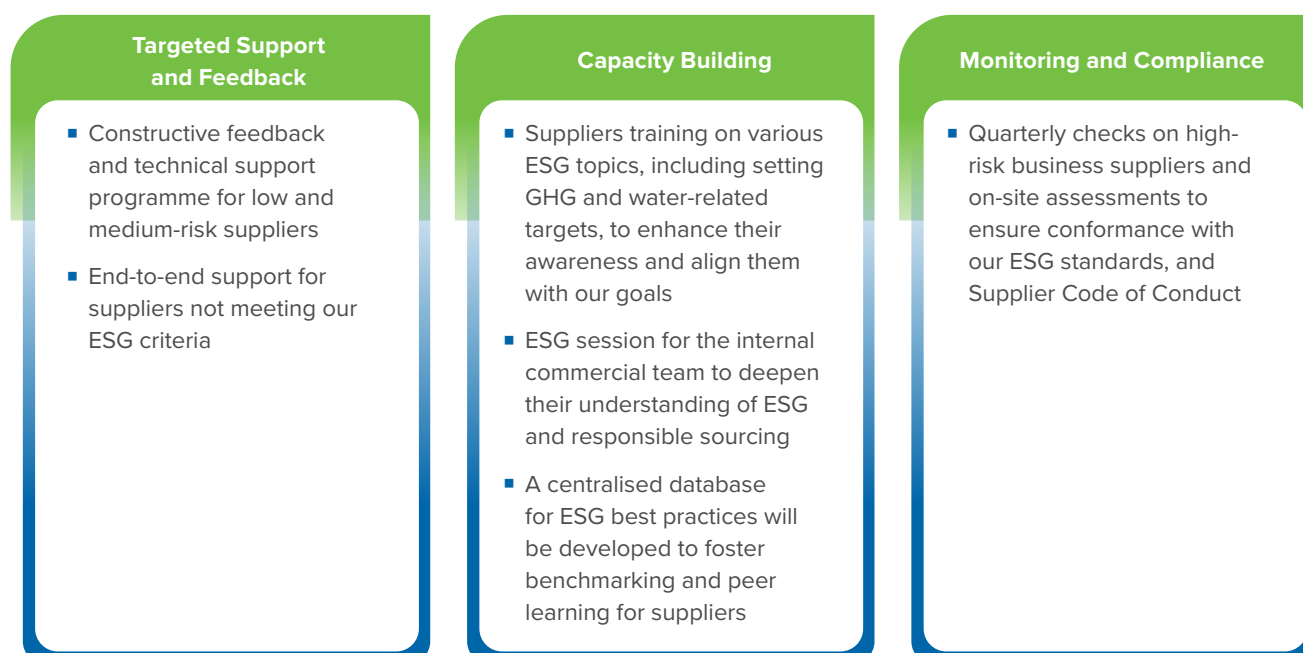 Targeted Support
and Feedback
Constructive feedback
and technical support
programme for low and
medium-risk suppliers
End-to-end support for
suppliers not meeting our
ESG criteria
Capacity Building
Suppliers training on various
ESG topics, including setting
GHG and water-related
targets, to enhance their
awareness and align them
with our goals
ESG session for the internal
commercial team to deepen
their understanding of ESG
and responsible sourcing
A centralised database
for ESG best practices will
be developed to foster
benchmarking and peer
learning for suppliers
Monitoring and Compliance
Quarterly checks on high-
risk business suppliers and
on-site assessments to
ensure conformance with
our ESG standards, and
Supplier Code of Conduct